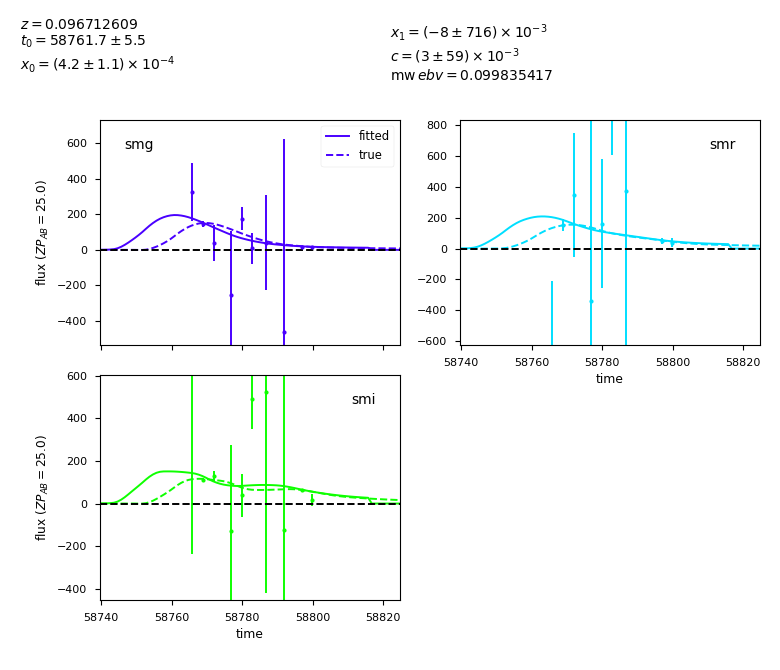 z = 0.096712609
t₀ = 58761.7 ± 5.5
x₀ = (4.2 ± 1.1) × 10⁻⁴
x₁ = (−8 ± 716) × 10⁻³
c = (3 ± 59) × 10⁻³
mw ebv = 0.099835417
smg
fitted
true
600
400
200
0
−200
−400
flux (ZP_AB = 25.0)
smr
800
600
400
200
0
−200
−400
−600
58740 58760 58780 58800 58820
time
smi
600
400
200
0
−200
−400
flux (ZP_AB = 25.0)
58740 58760 58780 58800 58820
time